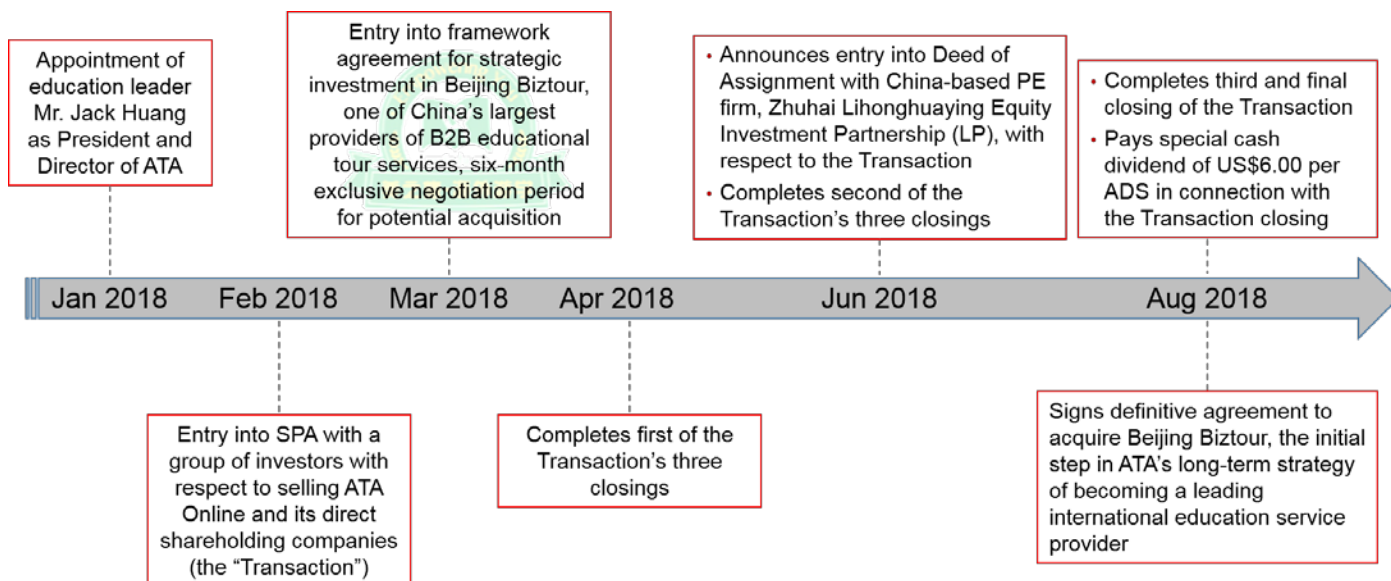 Appointment of
education leader
Mr. Jack Huang
as President and
Director of ATA
Entry into framework
agreement for strategic
investment in Beijing Biztour,
one of China's largest
providers of B2B educational
tour services, six-month
exclusive negotiation period
for potential acquisition
• Announces entry into Deed of
Assignment with China-based PE
firm, Zhuhai Lihonghuaying Equity
Investment Partnership (LP), with
respect to the Transaction
• Completes second of the
Transaction's three closings
• Completes third and final
closing of the Transaction
• Pays special cash
dividend of US$6.00 per
ADS in connection with
the Transaction closing
Jan 2018 Feb 2018 Mar 2018 Apr 2018 Jun 2018 Aug 2018
Entry into SPA with a
group of investors with
respect to selling ATA
Online and its direct
shareholding companies
(the “Transaction”)
Completes first of the
Transaction's three
closings
Signs definitive agreement to
acquire Beijing Biztour, the initial
step in ATA's long-term strategy
of becoming a leading
international education service
provider